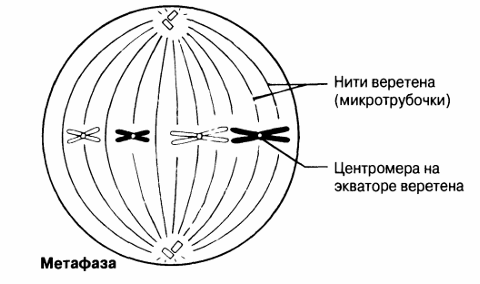 Нити веретена
(микротрубочки)
Центромера на
экваторе веретена
Метафаза